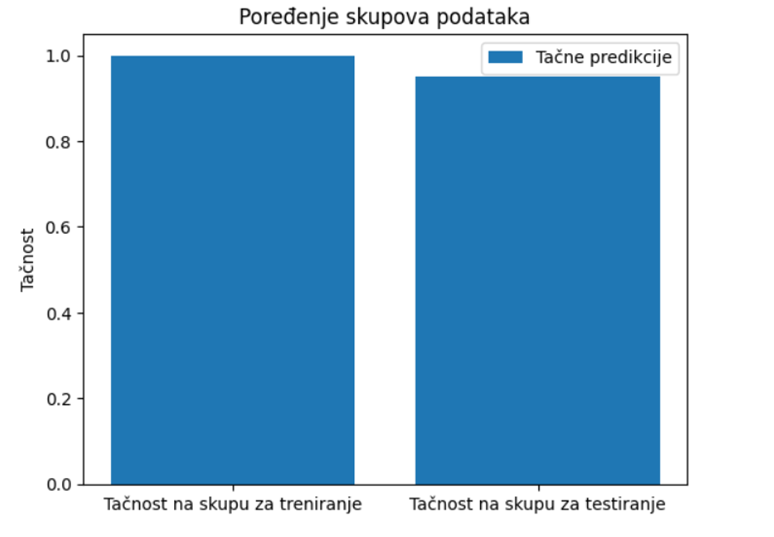 Poređenje skupova podataka
Tačne predikcije
Tačnost
1.0
0.8
0.6
0.4
0.2
0.0
Tačnost na skupu za treniranje
Tačnost na skupu za testiranje